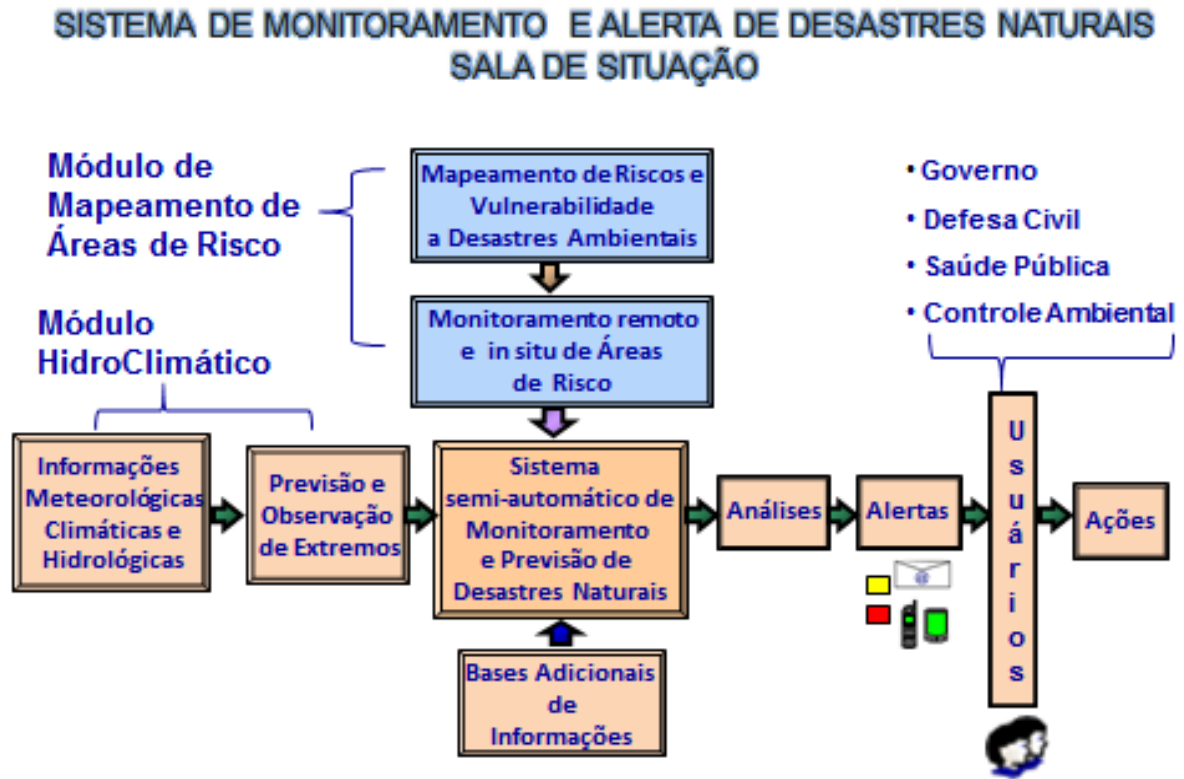 SISTEMA DE MONITORAMENTO E ALERTA DE DESASTRES NATURAIS
SALA DE SITUAÇÃO
Módulo de
Mapeamento de
Áreas de Risco
Mapeamento de Riscos e
Vulnerabilidade
a Desastres Ambientais
• Governo
• Defesa Civil
• Saúde Pública
• Controle Ambiental
Módulo
HidroClimático
Monitoramento remoto
e in situ de Áreas
de Risco
Informações
Meteorológicas
Climáticas e
Hidrológicas
Previsão e
Observação
de Extremos
Sistema
semi-automático de
Monitoramento
e Previsão de
Desastres Naturais
Análises
Alertas
@
Usuários
Ações
Bases Adicionais
de
Informações